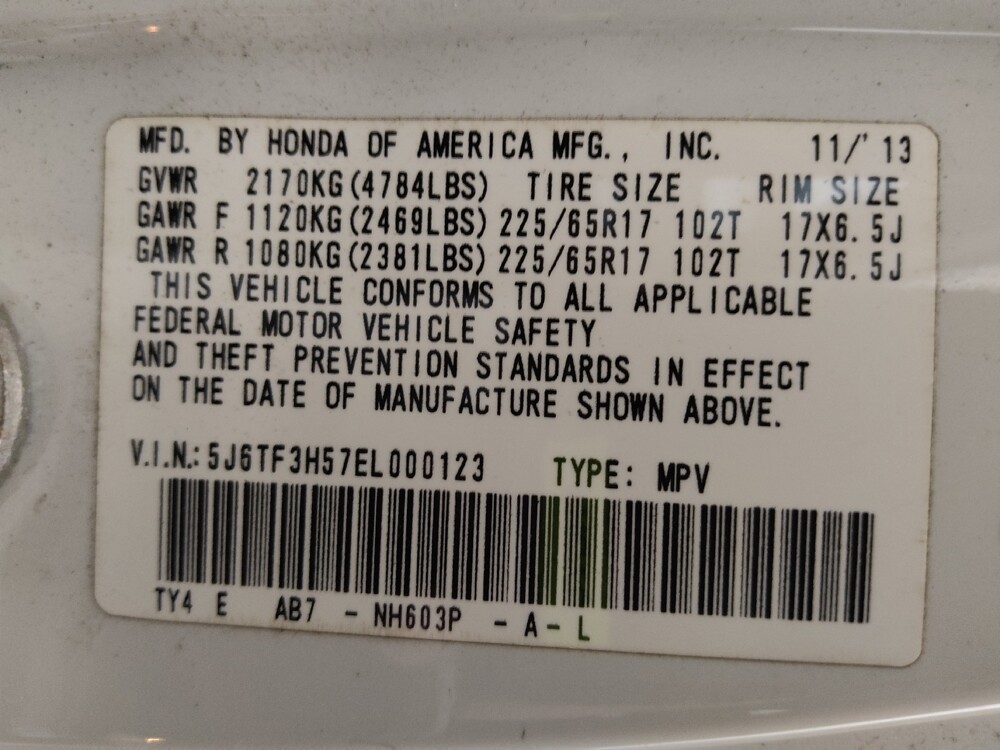 MFD. BY HONDA OF AMERICA MFG., INC. 11/'13
GVWR 2170KG(4784LBS) TIRE SIZE RIM SIZE
GAWR F 1120KG(2469LBS) 225/65R17 102T 17X6.5J
GAWR R 1080KG(2381LBS) 225/65R17 102T 17X6.5J
THIS VEHICLE CONFORMS TO ALL APPLICABLE
FEDERAL MOTOR VEHICLE SAFETY
AND THEFT PREVENTION STANDARDS IN EFFECT
ON THE DATE OF MANUFACTURE SHOWN ABOVE.
V.I.N.: 5J6TF3H57EL000123 TYPE: MPV
TY4 E AB7 - NH603P - A - L